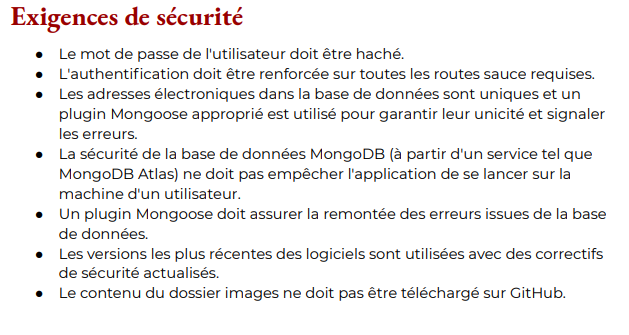 Exigences de sécurité
● Le mot de passe de l'utilisateur doit être haché.
● L'authentification doit être renforcée sur toutes les routes sauce requises.
● Les adresses électroniques dans la base de données sont uniques et un
plugin Mongoose approprié est utilisé pour garantir leur unicité et signaler
les erreurs.
● La sécurité de la base de données MongoDB (à partir d'un service tel que
MongoDB Atlas) ne doit pas empêcher l'application de se lancer sur la
machine d'un utilisateur.
● Un plugin Mongoose doit assurer la remontée des erreurs issues de la base
de données.
● Les versions les plus récentes des logiciels sont utilisées avec des correctifs
de sécurité actualisés.
● Le contenu du dossier images ne doit pas être téléchargé sur GitHub.